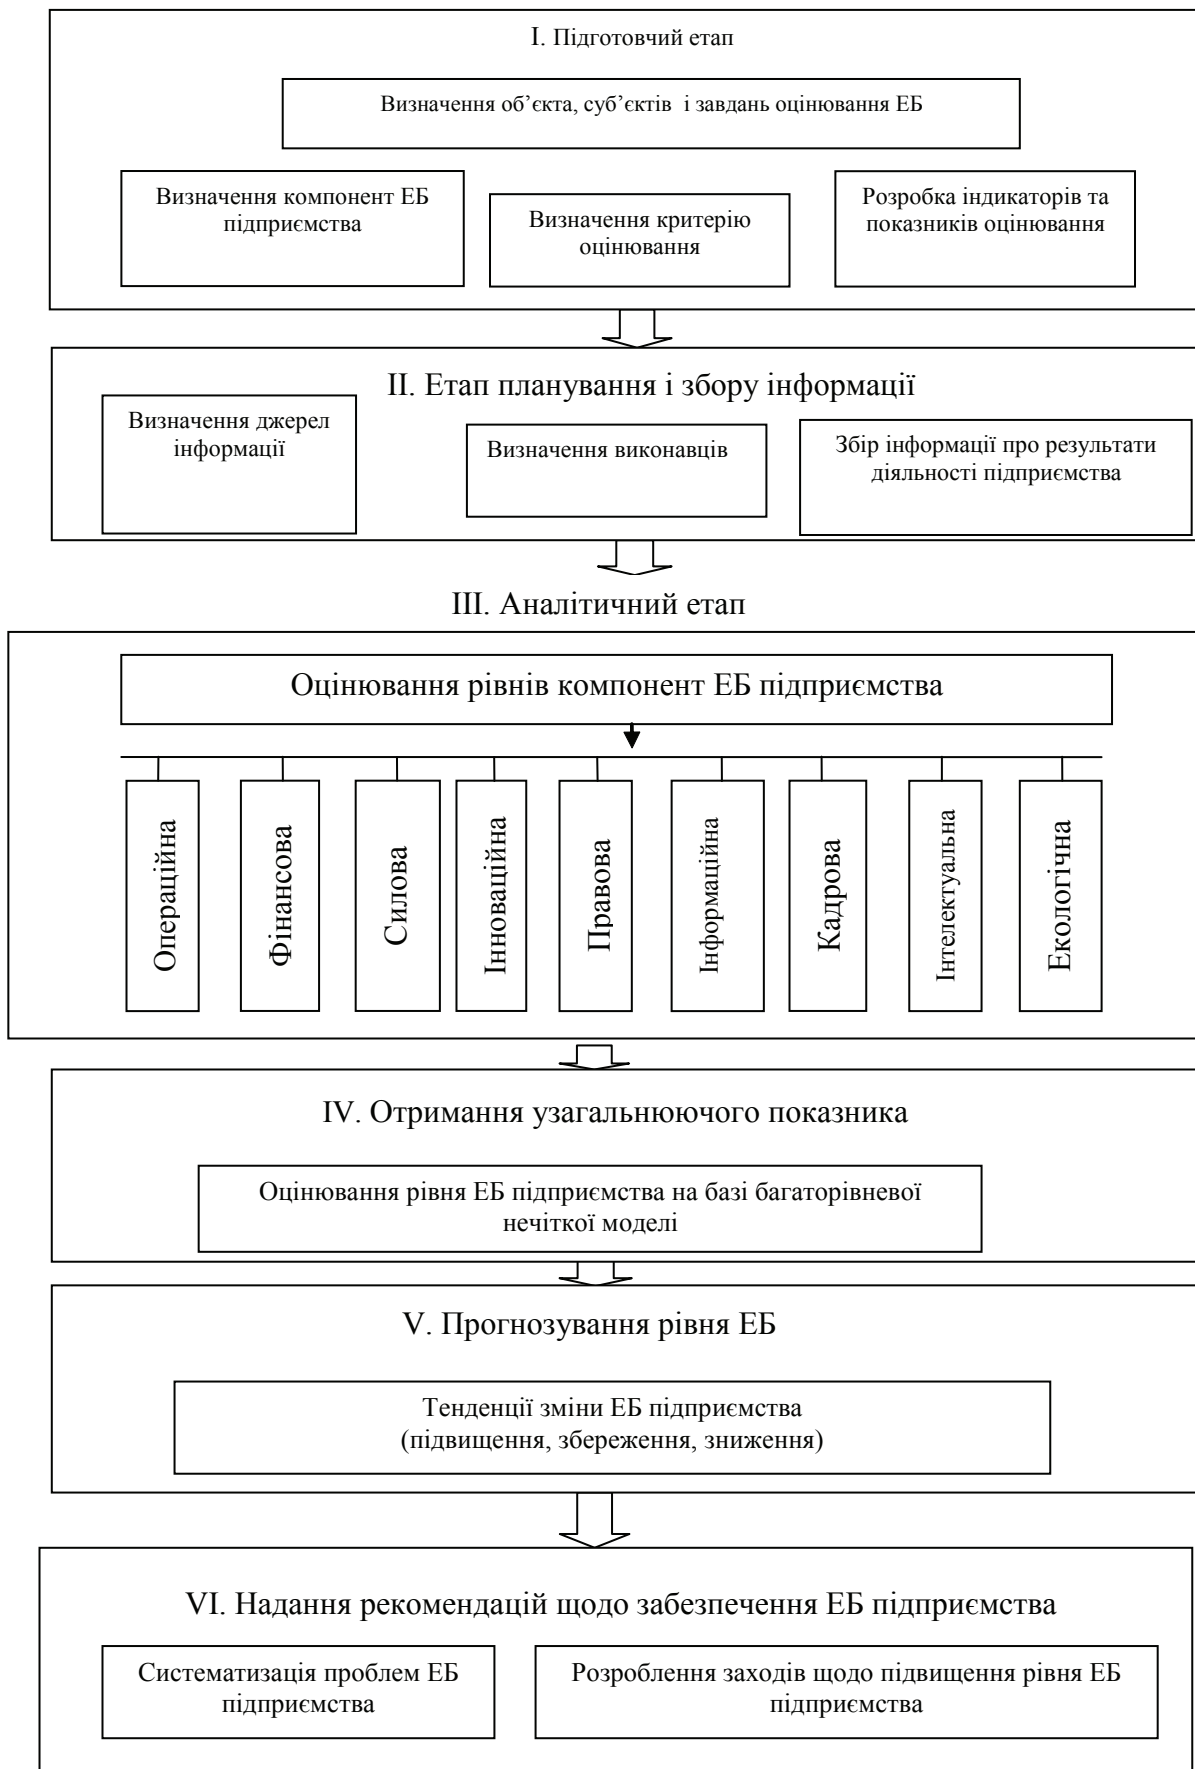 I. Підготовчий етап
Визначення об’єкта, суб’єктів і завдань оцінювання ЕБ
Визначення компонент ЕБ
підприємства
Визначення критерію
оцінювання
Розробка індикаторів та
показників оцінювання
II. Етап планування і збору інформації
Визначення джерел
інформації
Визначення виконавців
Збір інформації про результати
діяльності підприємства
III. Аналітичний етап
Оцінювання рівнів компонент ЕБ підприємства
Операційна
Фінансова
Силова
Інноваційна
Правова
Інформаційна
Кадрова
Інтелектуальна
Екологічна
IV. Отримання узагальнюючого показника
Оцінювання рівня ЕБ підприємства на базі багаторівневої
нечіткої моделі
V. Прогнозування рівня ЕБ
Тенденції зміни ЕБ підприємства
(підвищення, збереження, зниження)
VI. Надання рекомендацій щодо забезпечення ЕБ підприємства
Систематизація проблем ЕБ
підприємства
Розроблення заходів щодо підвищення рівня ЕБ
підприємства